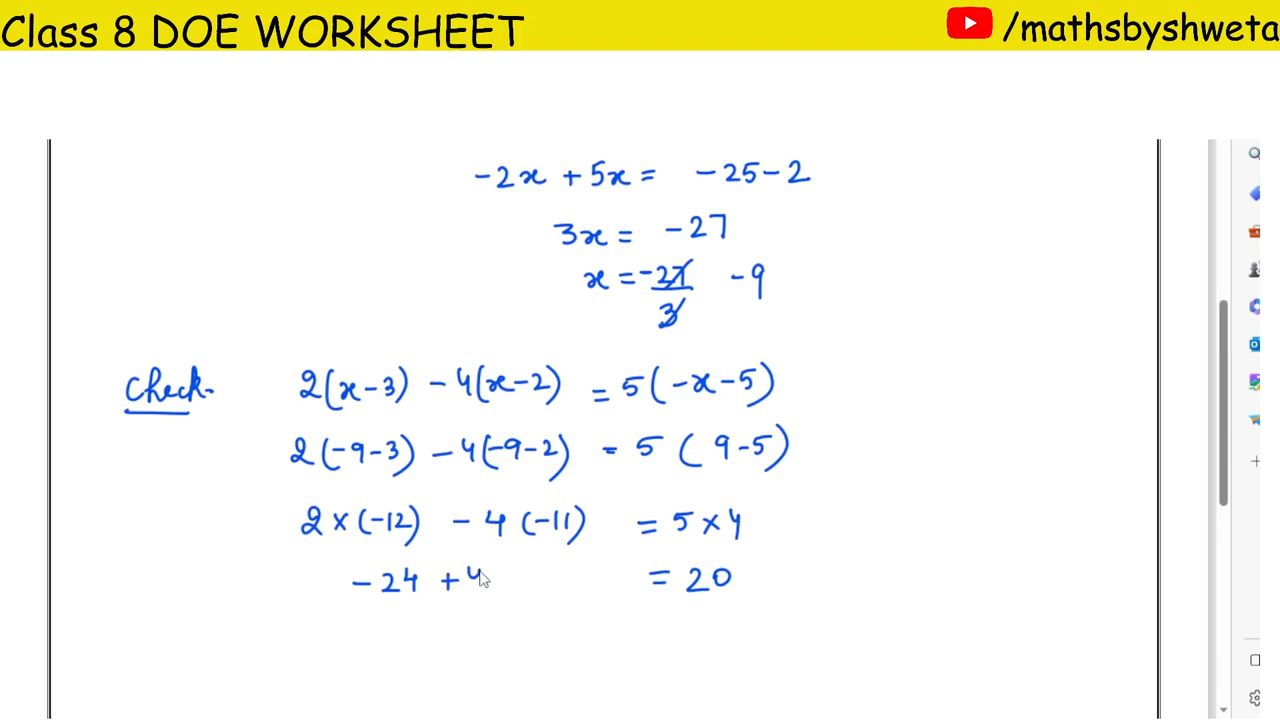 Class 8 DOE WORKSHEET
/mathsbyshweta
-2x + 5x = -25-2
3x = -27
x = -27/3 -9
Check. 2(x-3) - 4(x-2) = 5(-x-5)
2(-9-3) - 4(-9-2) = 5(9-5)
2×(-12) - 4(-11) = 5×4
-24 + 4 = 20